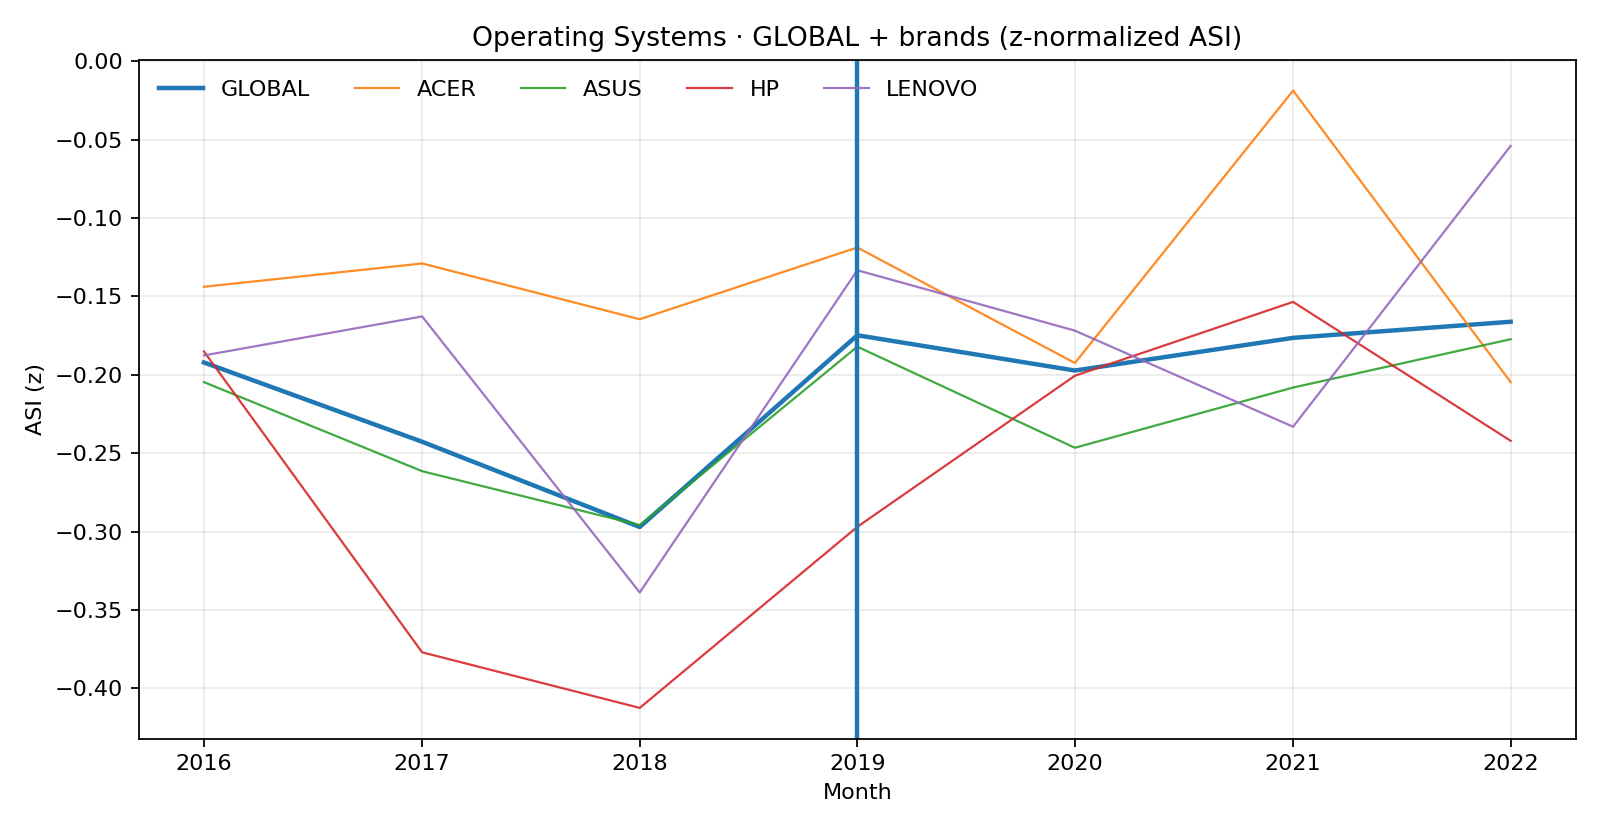 Operating Systems · GLOBAL + brands (z-normalized ASI)
GLOBAL ACER ASUS HP LENOVO
0.00
−0.05
−0.10
−0.15
−0.20
−0.25
−0.30
−0.35
−0.40
ASI (z)
2016 2017 2018 2019 2020 2021 2022
Month